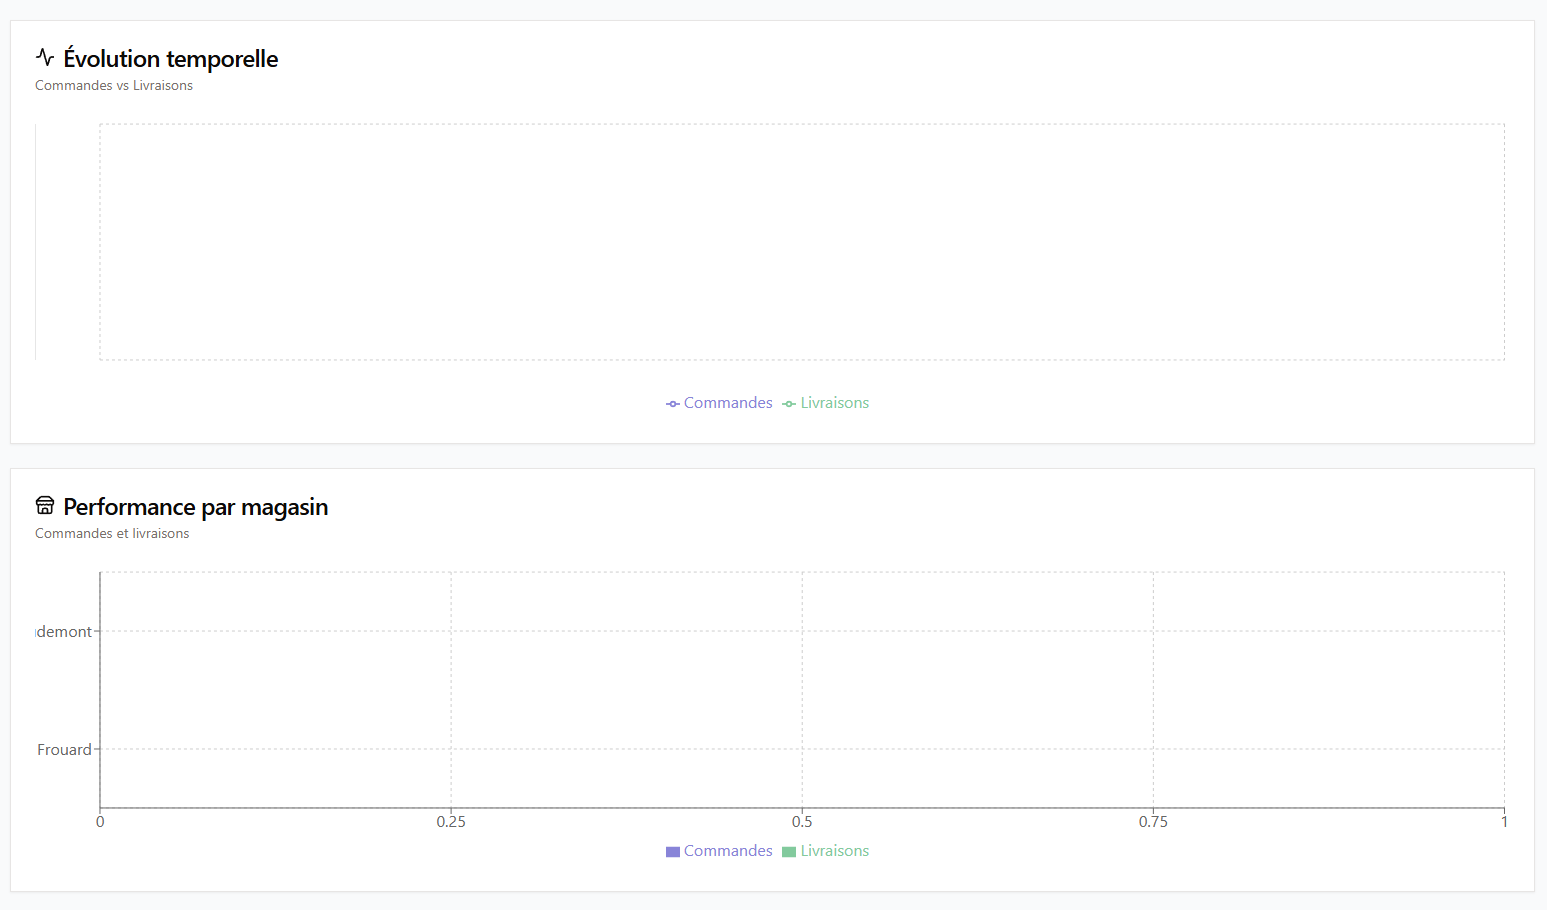 Évolution temporelle
Commandes vs Livraisons
Commandes Livraisons
Performance par magasin
Commandes et livraisons
demont
Frouard
0 0.25 0.5 0.75 1
Commandes Livraisons